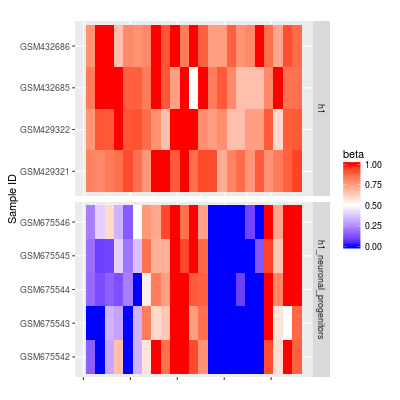 GSM432686
GSM432685
GSM429322
GSM429321
h1
GSM675546
GSM675545
GSM675544
GSM675543
GSM675542
h1_neuronal_progenitors
Sample ID
beta
1.00
0.75
0.50
0.25
0.00